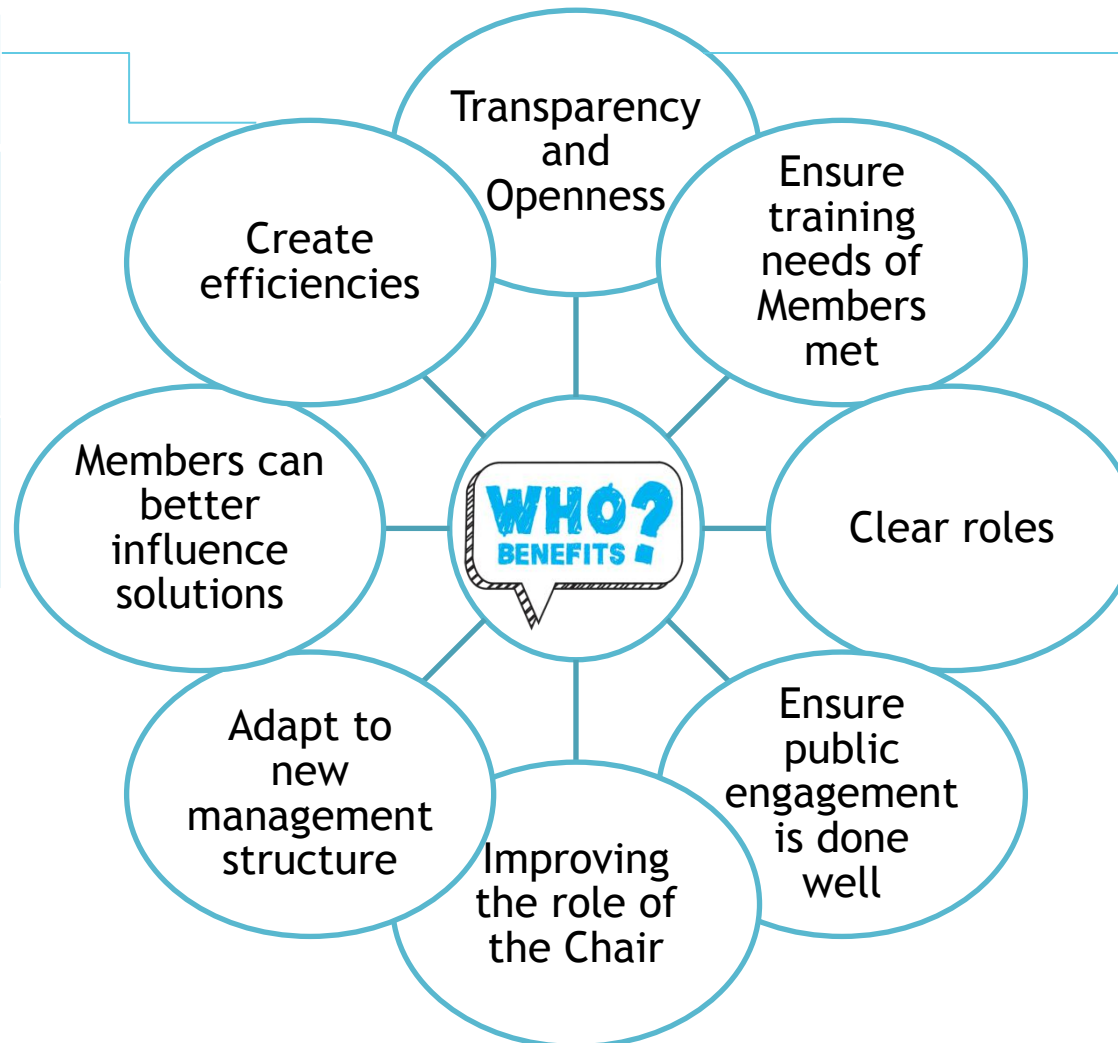 Transparency
and
Openness
Ensure
training
needs of
Members
met
Clear roles
Ensure
public
engagement
is done
well
Improving
the role of
the Chair
Adapt to
new
management
structure
Members can
better
influence
solutions
Create
efficiencies
WHO?
BENEFITS